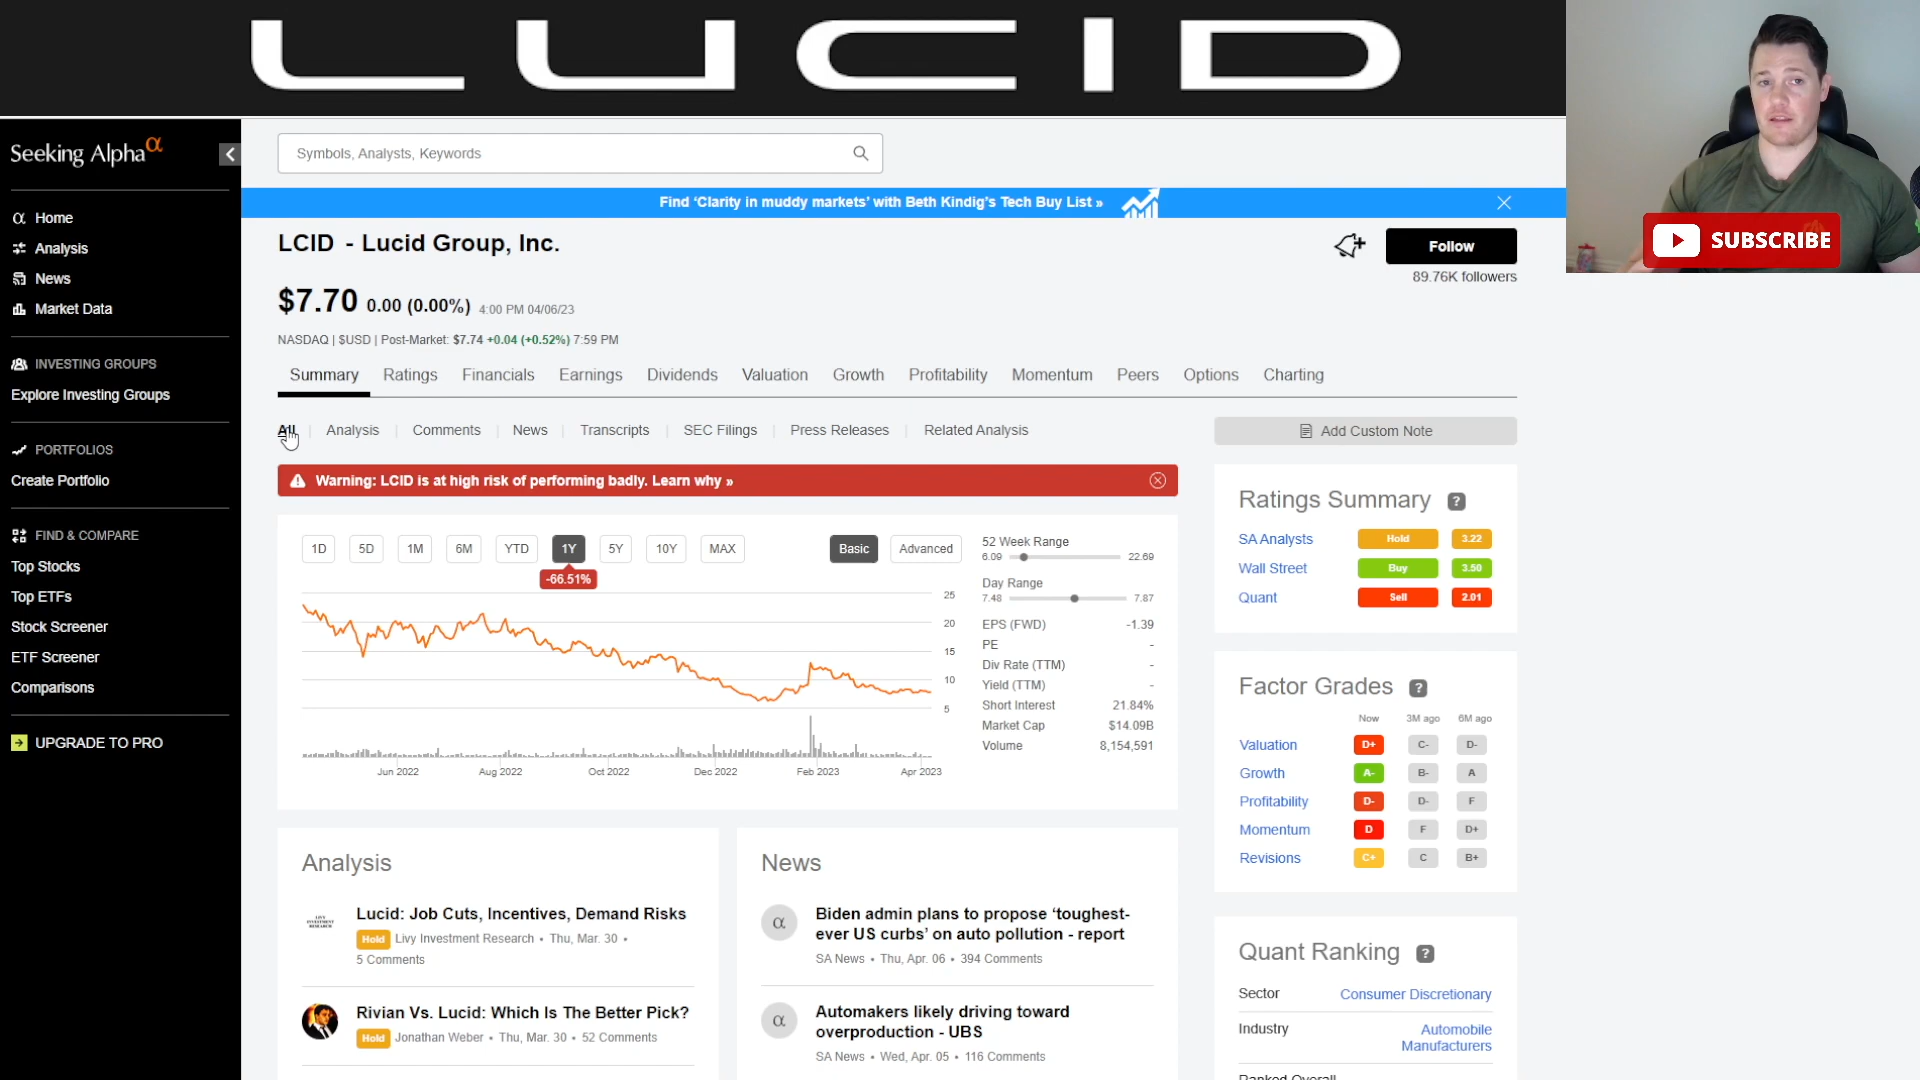 LUCID
SUBSCRIBE
Seeking Alpha α
Symbols, Analysts, Keywords
Find ‘Clarity in muddy markets’ with Beth Kindig’s Tech Buy List »
α Home
Analysis
News
Market Data
INVESTING GROUPS
Explore Investing Groups
PORTFOLIOS
Create Portfolio
FIND & COMPARE
Top Stocks
Top ETFs
Stock Screener
ETF Screener
Comparisons
UPGRADE TO PRO
LCID - Lucid Group, Inc.
Follow
89.76K followers
$7.70 0.00 (0.00%) 4:00 PM 04/06/23
NASDAQ | $USD | Post-Market: $7.74 +0.04 (+0.52%) 7:59 PM
Summary Ratings Financials Earnings Dividends Valuation Growth Profitability Momentum Peers Options Charting
All | Analysis | Comments | News | Transcripts | SEC Filings | Press Releases | Related Analysis
Add Custom Note
Warning: LCID is at high risk of performing badly. Learn why »
1D 5D 1M 6M YTD 1Y 5Y 10Y MAX
Basic Advanced
-66.51%
25
20
15
10
5
Jun 2022 Aug 2022 Oct 2022 Dec 2022 Feb 2023 Apr 2023
52 Week Range
6.09 22.69
Day Range
7.48 7.87
EPS (FWD) -1.39
PE -
Div Rate (TTM) -
Yield (TTM) -
Short Interest 21.84%
Market Cap $14.09B
Volume 8,154,591
Ratings Summary ?
SA Analysts Hold 3.22
Wall Street Buy 3.50
Quant Sell 2.01
Factor Grades ?
Now 3M ago 6M ago
Valuation D+ C- D-
Growth A- B- A
Profitability D- D- F
Momentum D F D+
Revisions C+ C B+
Quant Ranking ?
Sector Consumer Discretionary
Industry Automobile
Manufacturers
Ranked Overall
Analysis
LIVY INVESTMENT RESEARCH
Lucid: Job Cuts, Incentives, Demand Risks
Hold Livy Investment Research • Thu, Mar. 30 •
5 Comments
Rivian Vs. Lucid: Which Is The Better Pick?
Hold Jonathan Weber • Thu, Mar. 30 • 52 Comments
News
α
Biden admin plans to propose ‘toughest-
ever US curbs’ on auto pollution - report
SA News • Thu, Apr. 06 • 394 Comments
α
Automakers likely driving toward
overproduction - UBS
SA News • Wed, Apr. 05 • 116 Comments